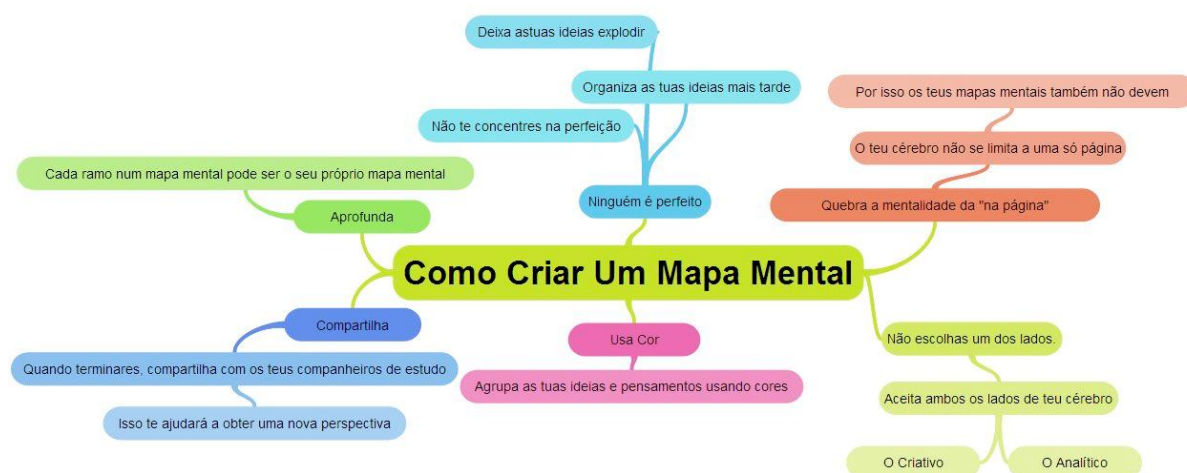 Deixa astuas ideias explodir
Organiza as tuas ideias mais tarde
Não te concentres na perfeição
Ninguém é perfeito
Por isso os teus mapas mentais também não devem
O teu cérebro não se limita a uma só página
Quebra a mentalidade da "na página"
Cada ramo num mapa mental pode ser o seu próprio mapa mental
Aprofunda
Como Criar Um Mapa Mental
Compartilha
Quando terminares, compartilha com os teus companheiros de estudo
Isso te ajudará a obter uma nova perspectiva
Usa Cor
Agrupa as tuas ideias e pensamentos usando cores
Não escolhas um dos lados.
Aceita ambos os lados de teu cérebro
O Criativo
O Analítico